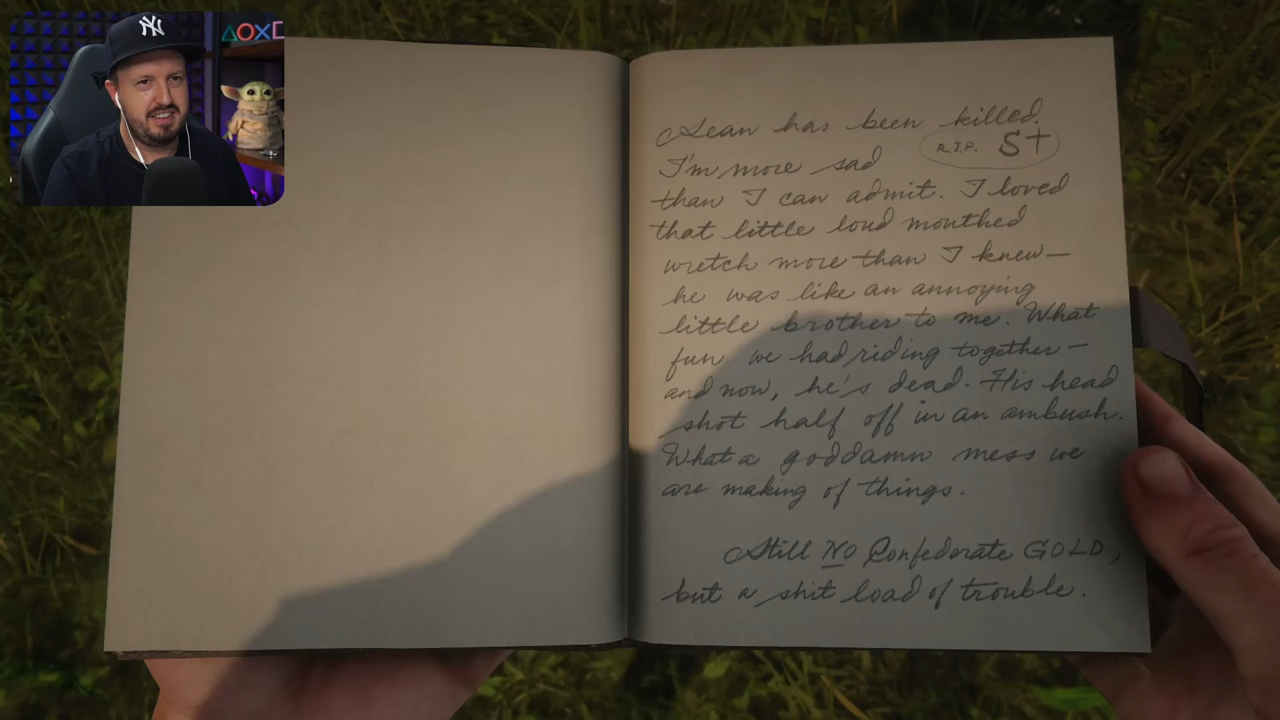 NY
Sean has been killed.
R.I.P. S†
I'm more sad
than I can admit. I loved
that little loud mouthed
wretch more than I knew—
he was like an annoying
little brother to me. What
fun we had riding together—
and now, he's dead. His head
shot half off in an ambush.
What a goddamn mess we
are making of things.
Still No Confederate GOLD,
but a shit load of trouble.